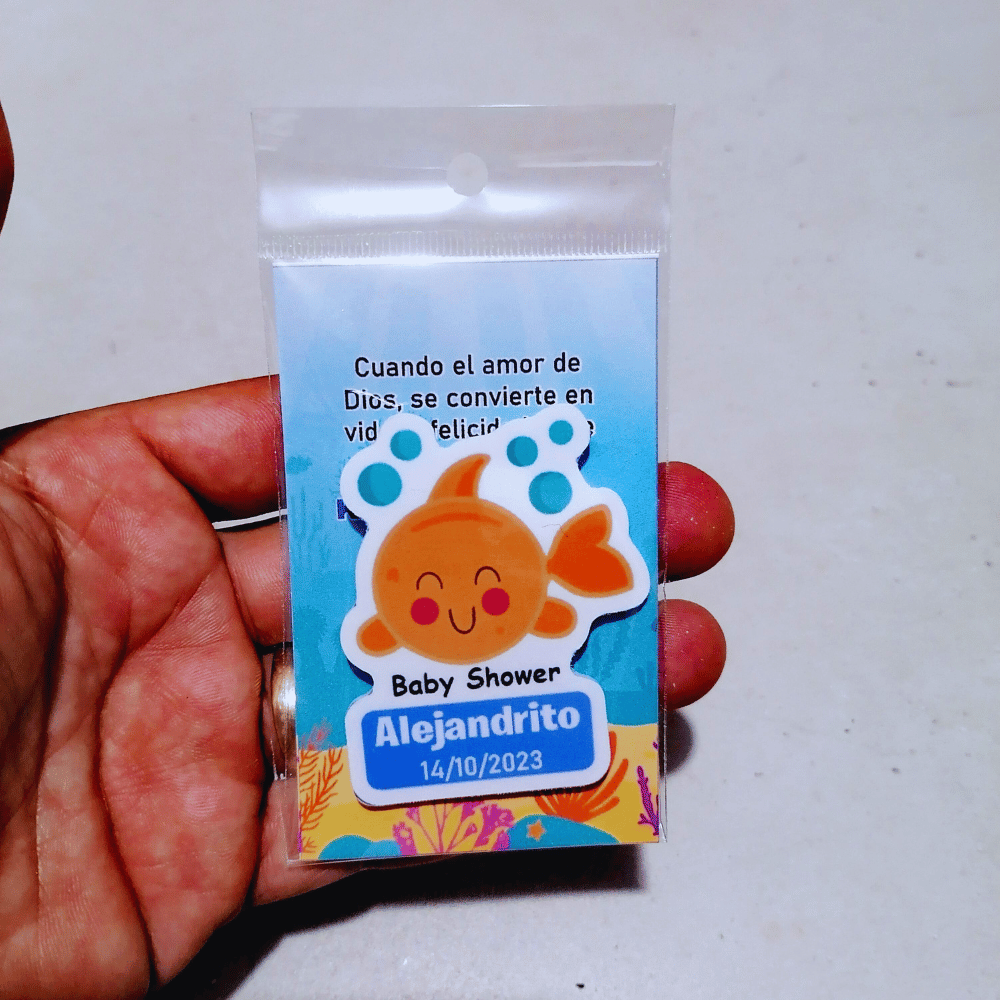 Cuando el amor de
Dios, se convierte en
Baby Shower
Alejandrito
14/10/2023